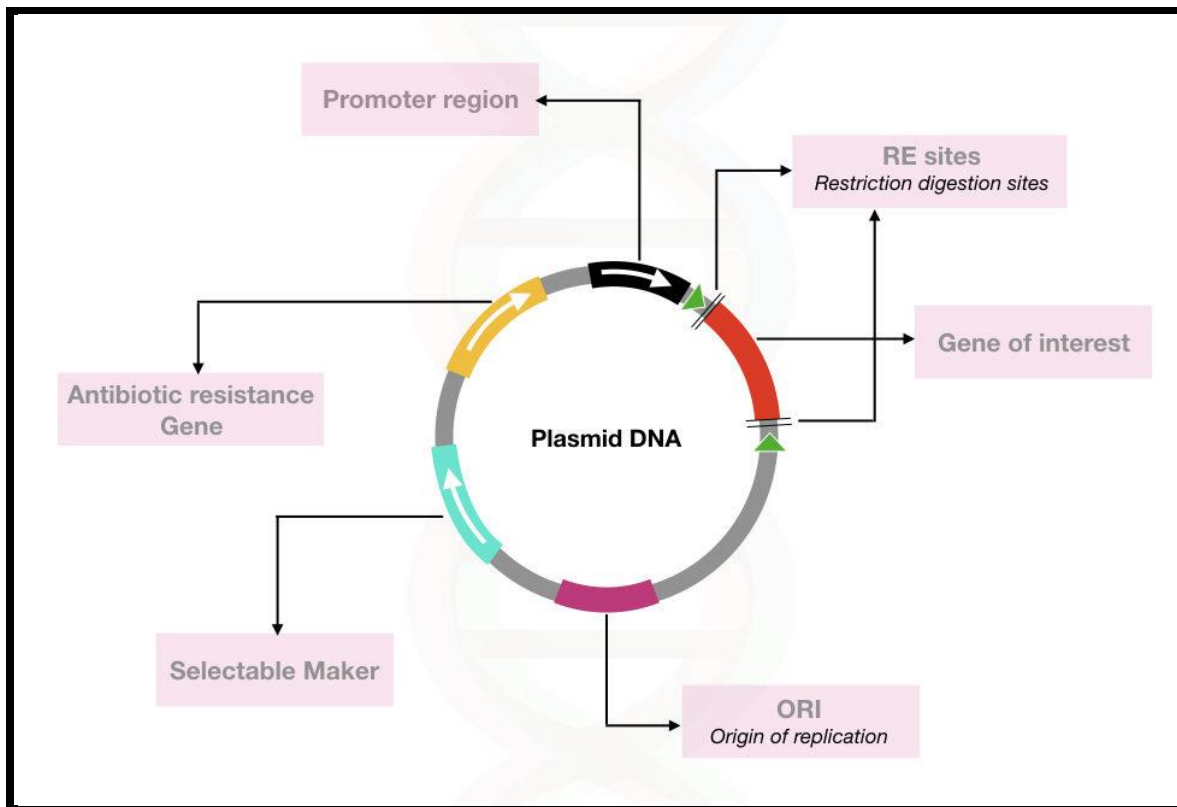 Promoter region
RE sites
Restriction digestion sites
Gene of interest
Antibiotic resistance
Gene
Plasmid DNA
Selectable Maker
ORI
Origin of replication